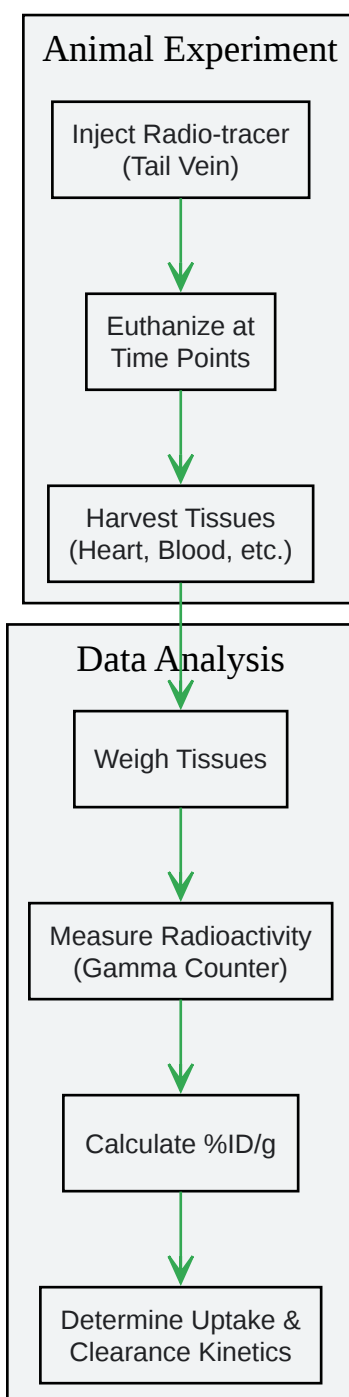 Animal Experiment
Inject Radio-tracer
(Tail Vein)
Euthanize at
Time Points
Harvest Tissues
(Heart, Blood, etc.)
Data Analysis
Weigh Tissues
Measure Radioactivity
(Gamma Counter)
Calculate %ID/g
Determine Uptake &
Clearance Kinetics